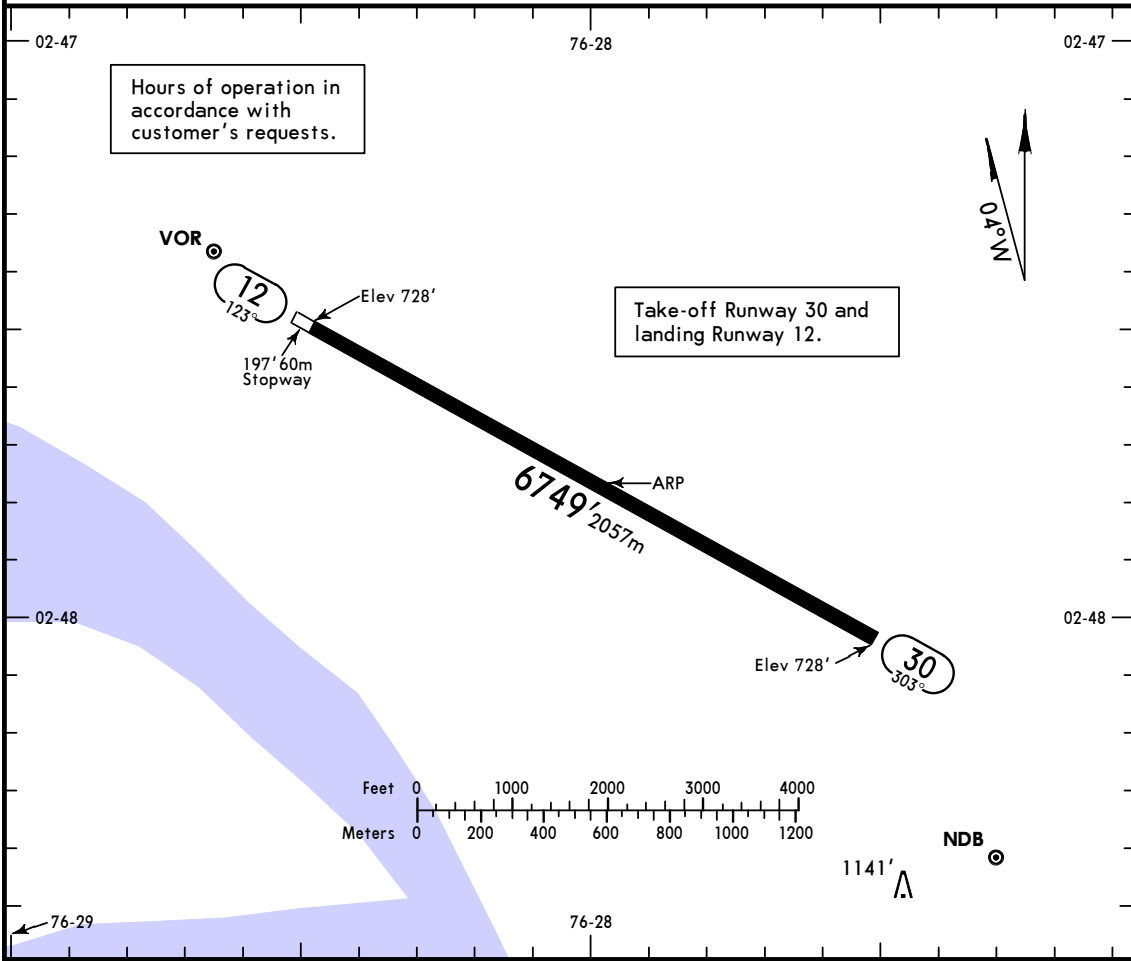 02-47
76-28
02-47
Hours of operation in
accordance with
customer's requests.
04°W
VOR
12
123°
Elev 728'
197'60m
Stopway
Take-off Runway 30 and
landing Runway 12.
6749' 2057m
ARP
02-48
02-48
Elev 728'
30
303°
Feet 0 1000 2000 3000 4000
Meters 0 200 400 600 800 1000 1200
NDB
1141'
76-29
76-28